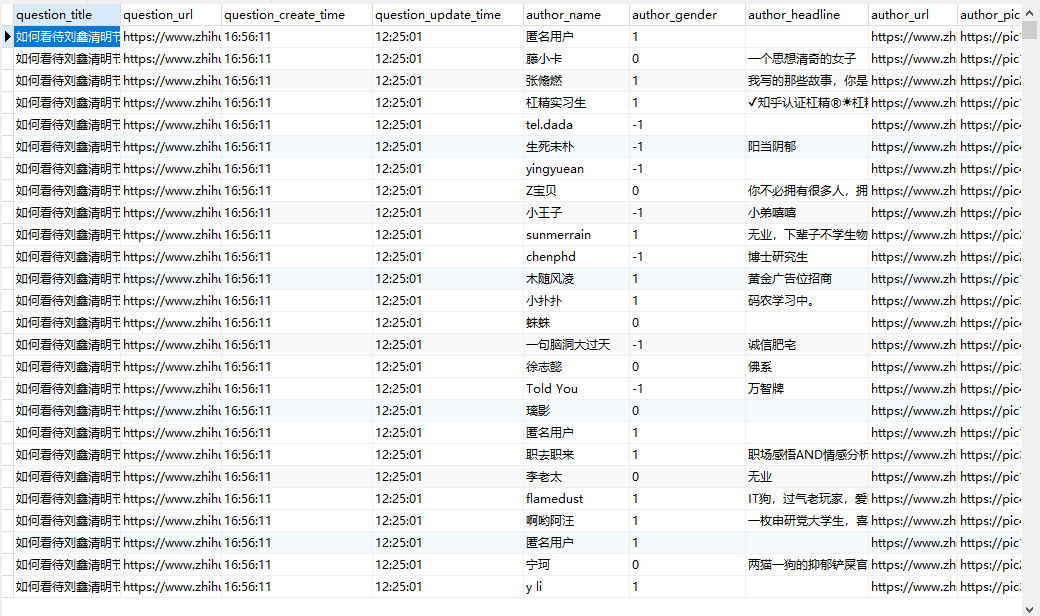 question_title question_url question_create_time question_update_time author_name author_gender author_headline author_url author_pic
如何看待刘鑫清明节 https://www.zhihu 16:56:11 12:25:01 匿名用户 1 https://www.zh https://pic
如何看待刘鑫清明节 https://www.zhihu 16:56:11 12:25:01 藤小卡 0 一个思想清奇的女子 https://www.zh https://pic
如何看待刘鑫清明节 https://www.zhihu 16:56:11 12:25:01 张脩燃 1 我写的那些故事，你是 https://www.zh https://pic
如何看待刘鑫清明节 https://www.zhihu 16:56:11 12:25:01 杠精实习生 1 ✓知乎认证杠精®✷杠精 https://www.zh https://pic
如何看待刘鑫清明节 https://www.zhihu 16:56:11 12:25:01 tel.dada -1 https://www.zh https://pic
如何看待刘鑫清明节 https://www.zhihu 16:56:11 12:25:01 生死未朴 -1 阳当阴郁 https://www.zh https://pic
如何看待刘鑫清明节 https://www.zhihu 16:56:11 12:25:01 yingyuean -1 https://www.zh https://pic
如何看待刘鑫清明节 https://www.zhihu 16:56:11 12:25:01 Z宝贝 0 你不必拥有很多人，拥 https://www.zh https://pic
如何看待刘鑫清明节 https://www.zhihu 16:56:11 12:25:01 小王子 -1 小弟嘻嘻 https://www.zh https://pic
如何看待刘鑫清明节 https://www.zhihu 16:56:11 12:25:01 sunmerrain 1 无业，下辈子不学生物 https://www.zh https://pic
如何看待刘鑫清明节 https://www.zhihu 16:56:11 12:25:01 chenphd -1 博士研究生 https://www.zh https://pic
如何看待刘鑫清明节 https://www.zhihu 16:56:11 12:25:01 木随风凌 1 黄金广告位招商 https://www.zh https://pic
如何看待刘鑫清明节 https://www.zhihu 16:56:11 12:25:01 小扑扑 1 码农学习中。 https://www.zh https://pic
如何看待刘鑫清明节 https://www.zhihu 16:56:11 12:25:01 蛛蛛 0 https://www.zh https://pic
如何看待刘鑫清明节 https://www.zhihu 16:56:11 12:25:01 一句脑洞大过天 -1 诚信肥宅 https://www.zh https://pic
如何看待刘鑫清明节 https://www.zhihu 16:56:11 12:25:01 徐志懿 0 佛系 https://www.zh https://pic
如何看待刘鑫清明节 https://www.zhihu 16:56:11 12:25:01 Told You -1 万智牌 https://www.zh https://pic
如何看待刘鑫清明节 https://www.zhihu 16:56:11 12:25:01 璃影 0 https://www.zh https://pic
如何看待刘鑫清明节 https://www.zhihu 16:56:11 12:25:01 匿名用户 1 https://www.zh https://pic
如何看待刘鑫清明节 https://www.zhihu 16:56:11 12:25:01 职去职来 1 职场感悟AND情感分析 https://www.zh https://pic
如何看待刘鑫清明节 https://www.zhihu 16:56:11 12:25:01 李老太 0 无业 https://www.zh https://pic
如何看待刘鑫清明节 https://www.zhihu 16:56:11 12:25:01 flamedust 1 IT狗，过气老玩家，爱 https://www.zh https://pic
如何看待刘鑫清明节 https://www.zhihu 16:56:11 12:25:01 啊哟阿汪 1 一枚申研党大学生，喜 https://www.zh https://pic
如何看待刘鑫清明节 https://www.zhihu 16:56:11 12:25:01 匿名用户 1 https://www.zh https://pic
如何看待刘鑫清明节 https://www.zhihu 16:56:11 12:25:01 宁珂 0 两猫一狗的抑郁铲屎官 https://www.zh https://pic
如何看待刘鑫清明节 https://www.zhihu 16:56:11 12:25:01 y li 1 https://www.zh https://pic